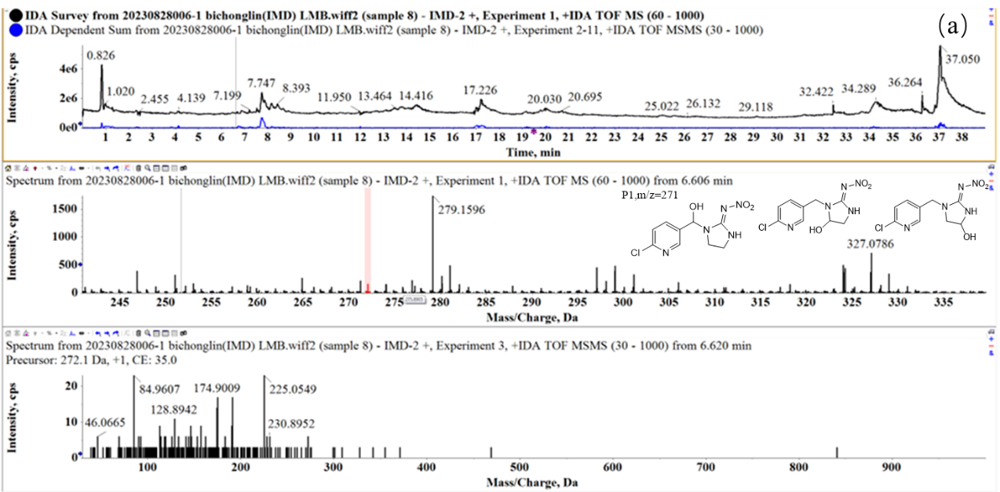 IDA Survey from 20230828006-1 bichonglin(IMD) LMB.wiff2 (sample 8) - IMD-2 +, Experiment 1, +IDA TOF MS (60 - 1000)
IDA Dependent Sum from 20230828006-1 bichonglin(IMD) LMB.wiff2 (sample 8) - IMD-2 +, Experiment 2-11, +IDA TOF MSMS (30 - 1000)
(a)
Intensity, cps
4e6
2e6
0e0
0.826
1.020
2.455
4.139
7.199
7.747
8.393
11.950
13.464
14.416
17.226
20.030
20.695
25.022
26.132
29.118
32.422
34.289
36.264
37.050
1 2 3 4 5 6 7 8 9 10 11 12 13 14 15 16 17 18 19 20 21 22 23 24 25 26 27 28 29 30 31 32 33 34 35 36 37 38
Time, min
Spectrum from 20230828006-1 bichonglin(IMD) LMB.wiff2 (sample 8) - IMD-2 +, Experiment 1, +IDA TOF MS (60 - 1000) from 6.606 min
P1,m/z=271
Intensity, cps
1500
1000
500
0
279.1596
327.0786
OH
N
NO2
N
NH
Cl
N
N
NO2
N
NH
HO
Cl
N
N
NO2
N
NH
OH
Cl
N
245 250 255 260 265 270 275 280 285 290 295 300 305 310 315 320 325 330 335
Mass/Charge, Da
Spectrum from 20230828006-1 bichonglin(IMD) LMB.wiff2 (sample 8) - IMD-2 +, Experiment 3, +IDA TOF MSMS (30 - 1000) from 6.620 min
Precursor: 272.1 Da, +1, CE: 35.0
Intensity, cps
20
10
0
46.0665
84.9607
128.8942
174.9009
225.0549
230.8952
100 200 300 400 500 600 700 800 900
Mass/Charge, Da